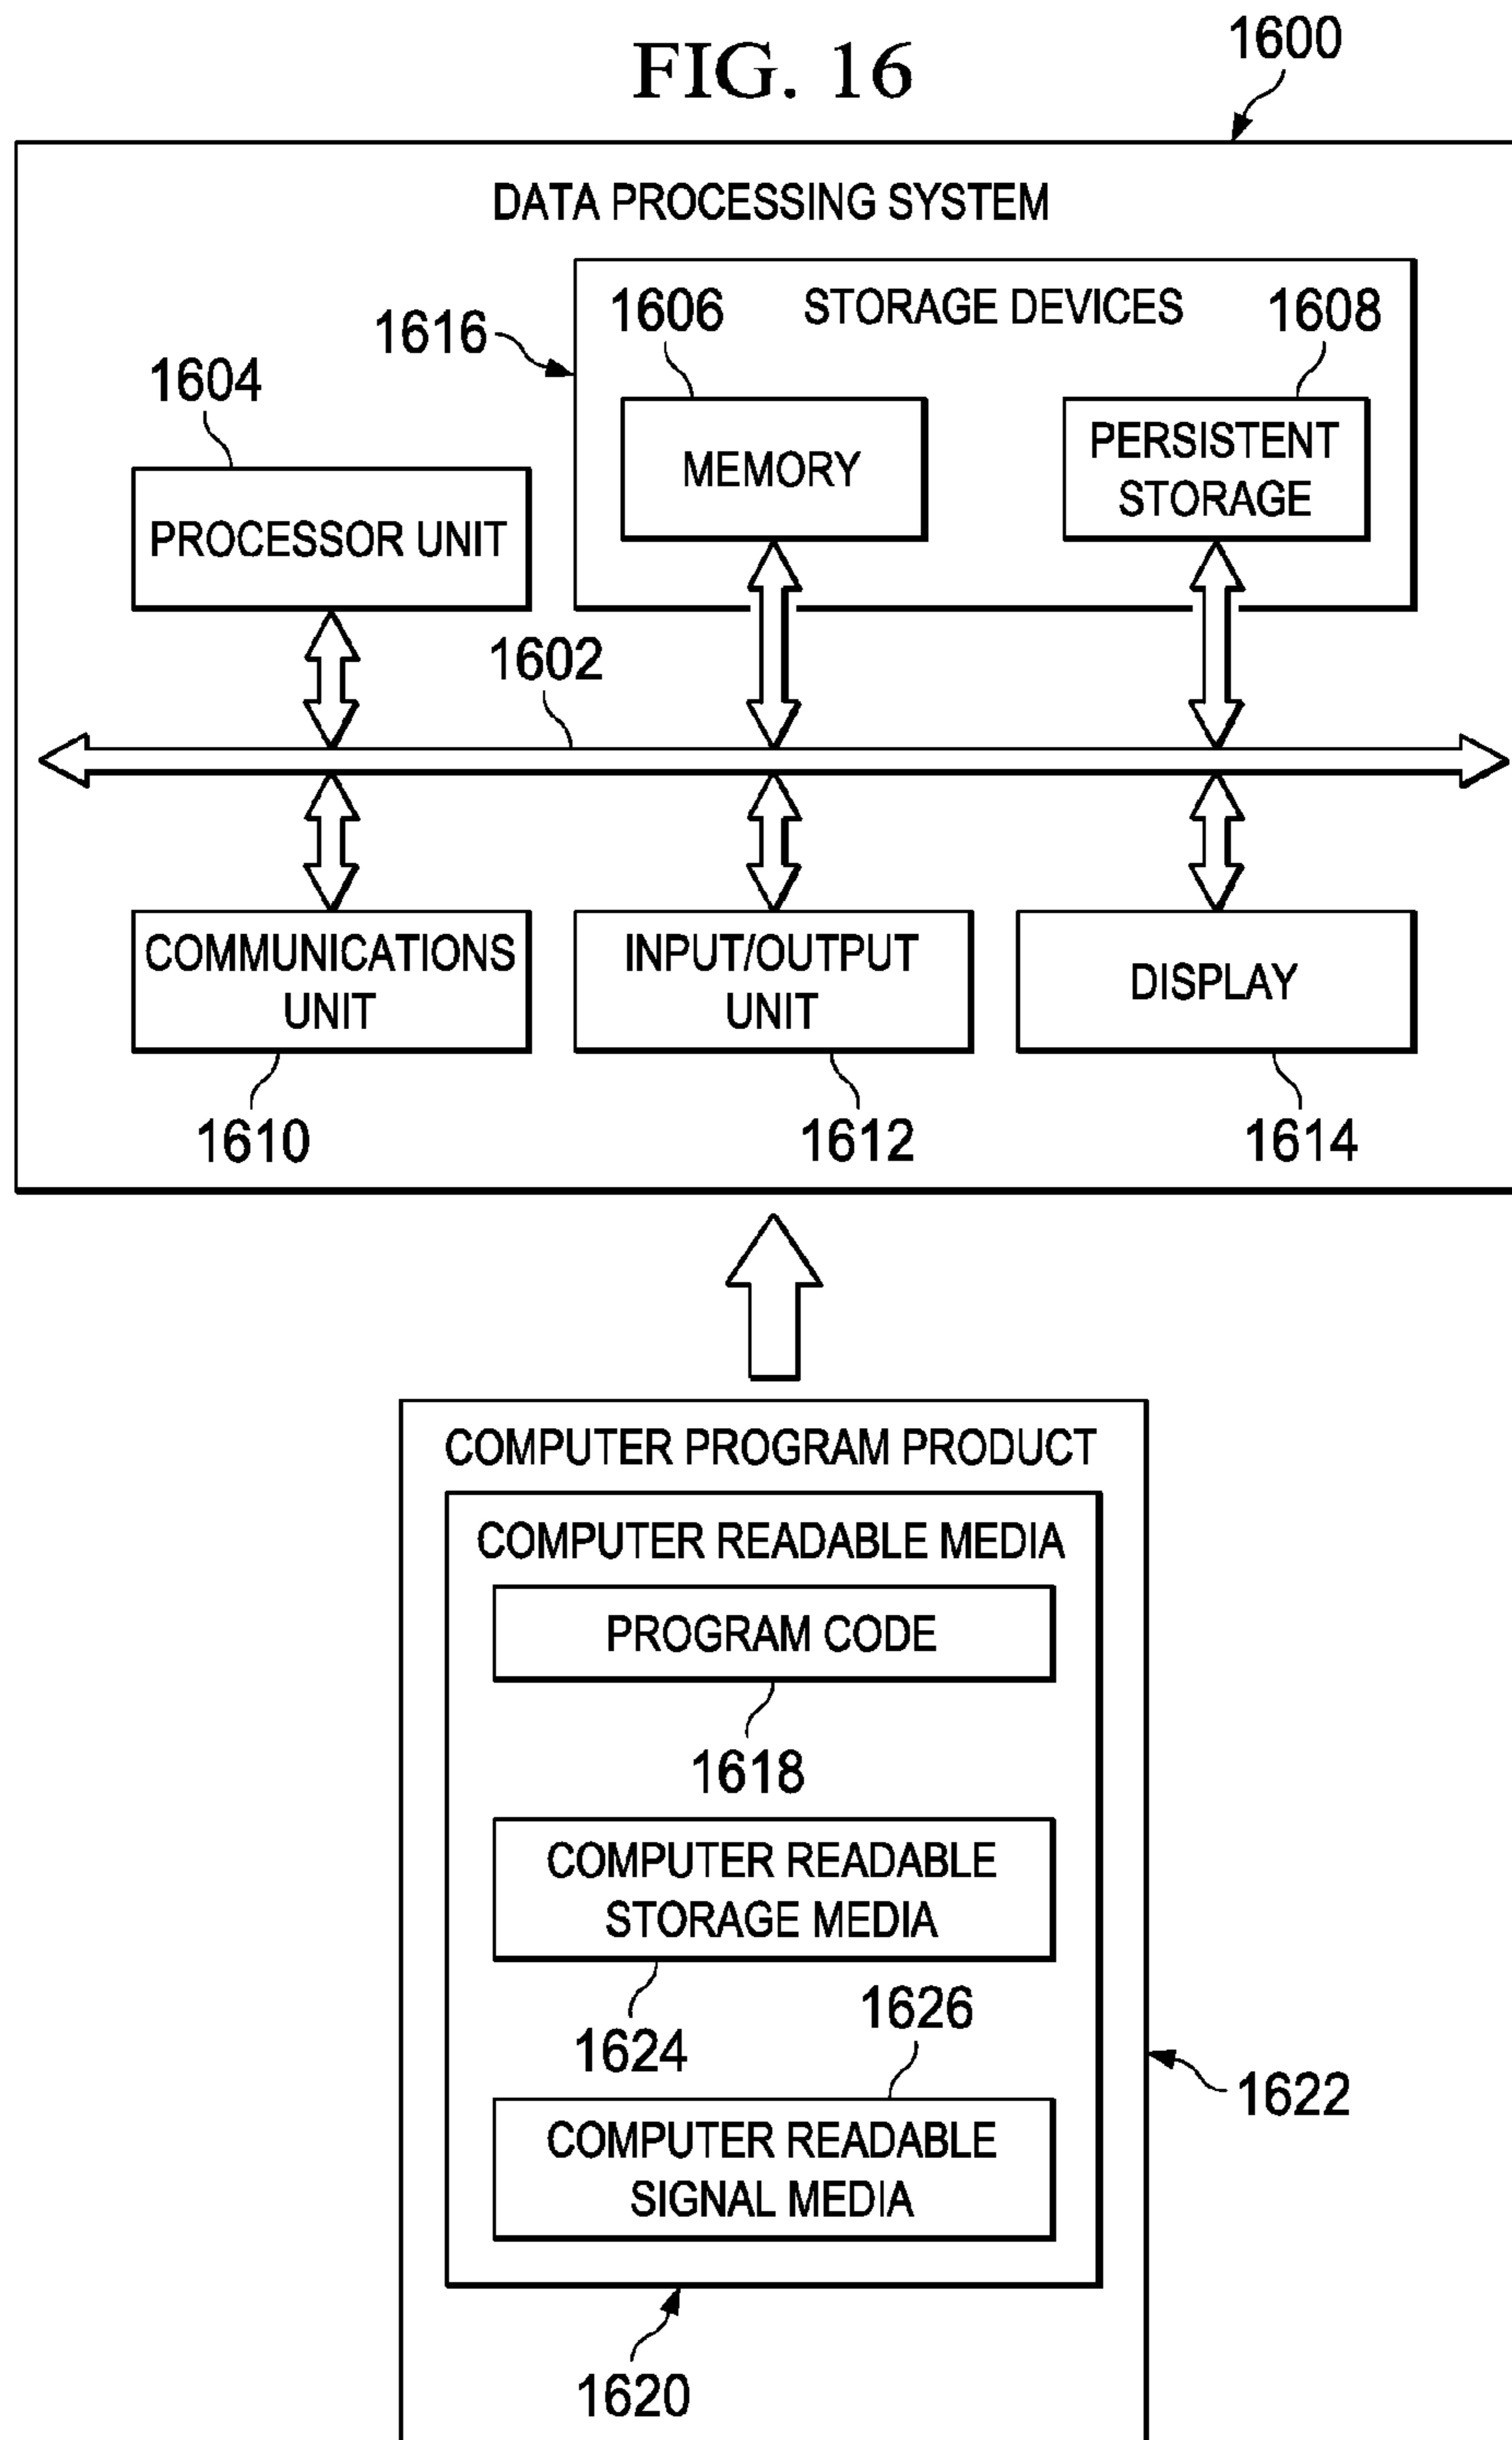 FIG. 16
1600
DATA PROCESSING SYSTEM
STORAGE DEVICES
1616
1606
1608
1604
MEMORY
PERSISTENT
STORAGE
PROCESSOR UNIT
1602
COMMUNICATIONS
UNIT
INPUT/OUTPUT
UNIT
DISPLAY
1610
1612
1614
COMPUTER PROGRAM PRODUCT
COMPUTER READABLE MEDIA
PROGRAM CODE
1618
COMPUTER READABLE
STORAGE MEDIA
1624
1626
COMPUTER READABLE
SIGNAL MEDIA
1622
1620